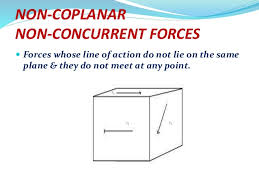 NON-COPLANAR
NON-CONCURRENT FORCES
Forces whose line of action do not lie on the same
plane & they do not meet at any point.